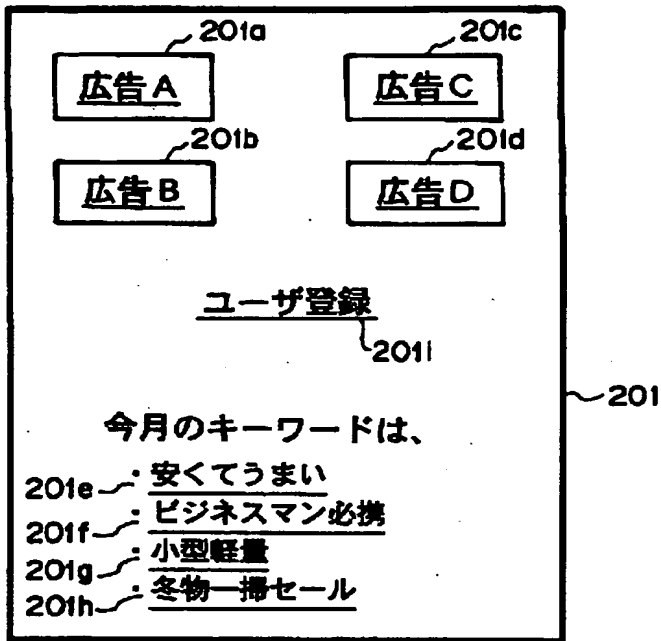 201a 201c
広告A 広告C
201b 201d
広告B 広告D
ユーザ登録
201i
201
今月のキーワードは、
201e ・安くてうまい
201f ・ビジネスマン必携
201g ・小型軽量
201h ・冬物一掃セール